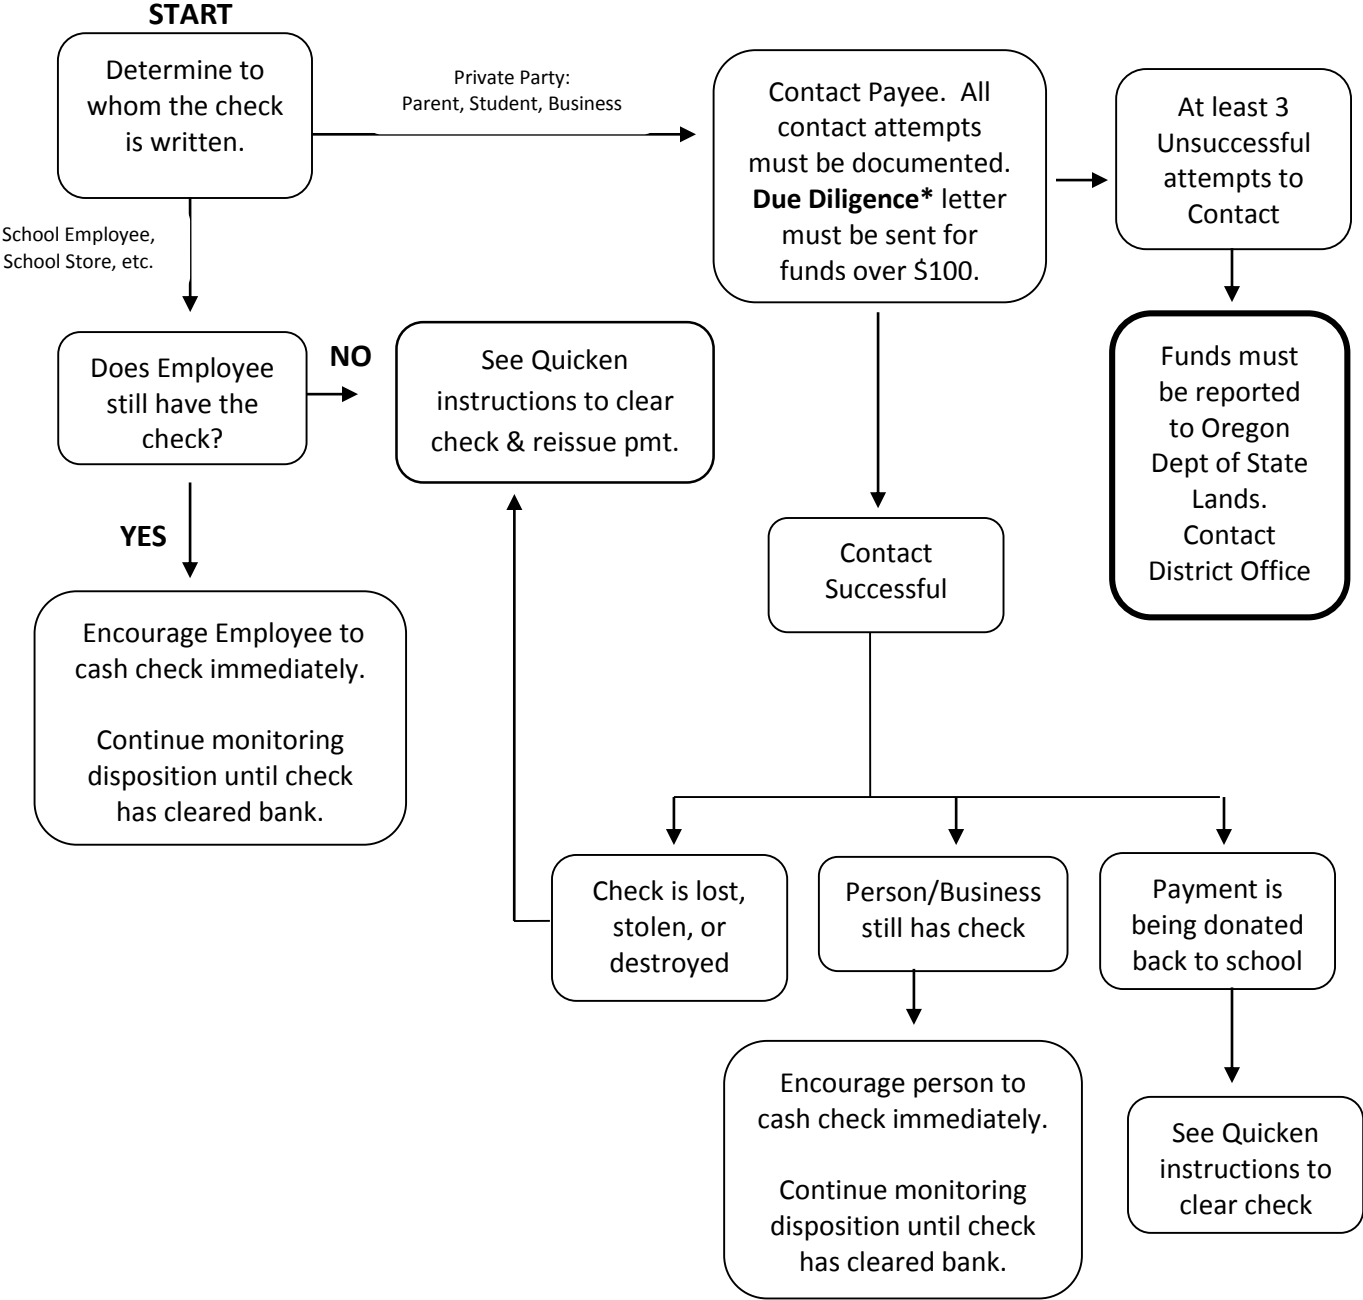 START
Determine to
whom the check
is written.
Private Party:
Parent, Student, Business
Contact Payee.  All
contact attempts
must be documented.
Due Diligence* letter
must be sent for
funds over $100.
At least 3
Unsuccessful
attempts to
Contact
School Employee,
School Store, etc.
Does Employee
still have the
check?
NO
See Quicken
instructions to clear
check & reissue pmt.
Funds must
be reported
to Oregon
Dept of State
Lands.
Contact
District Office
YES
Encourage Employee to
cash check immediately.
Continue monitoring
disposition until check
has cleared bank.
Contact
Successful
Check is lost,
stolen, or
destroyed
Person/Business
still has check
Payment is
being donated
back to school
Encourage person to
cash check immediately.
Continue monitoring
disposition until check
has cleared bank.
See Quicken
instructions to
clear check